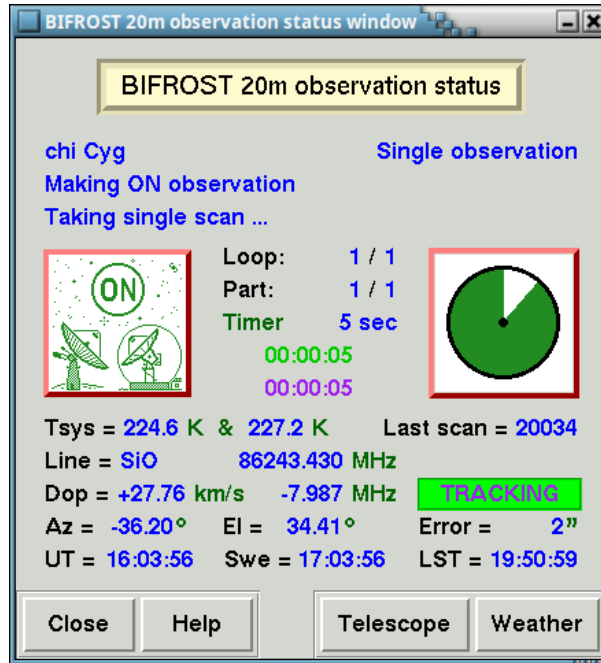 BIFROST 20m observation status window
BIFROST 20m observation status
chi Cyg Single observation
Making ON observation
Taking single scan ...
ON
Loop: 1 / 1
Part: 1 / 1
Timer 5 sec
00:00:05
00:00:05
Tsys = 224.6 K & 227.2 K Last scan = 20034
Line = SiO 86243.430 MHz
Dop = +27.76 km/s -7.987 MHz TRACKING
Az = -36.20° El = 34.41° Error = 2"
UT = 16:03:56 Swe = 17:03:56 LST = 19:50:59
Close Help Telescope Weather